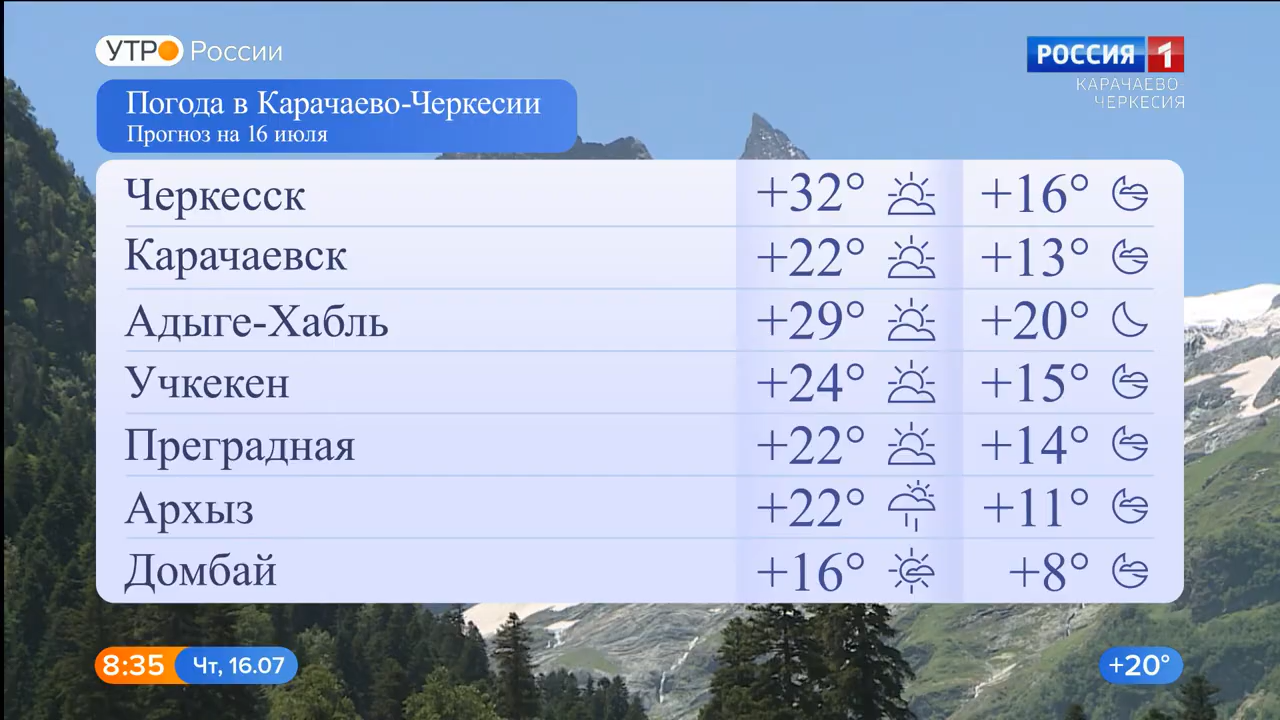 УТРО России
РОССИЯ 1
КАРАЧАЕВО-
ЧЕРКЕСИЯ
Погода в Карачаево-Черкесии
Прогноз на 16 июля
Черкесск +32° +16°
Карачаевск +22° +13°
Адыге-Хабль +29° +20°
Учкекен +24° +15°
Преградная +22° +14°
Архыз +22° +11°
Домбай +16° +8°
8:35 Чт, 16.07 +20°